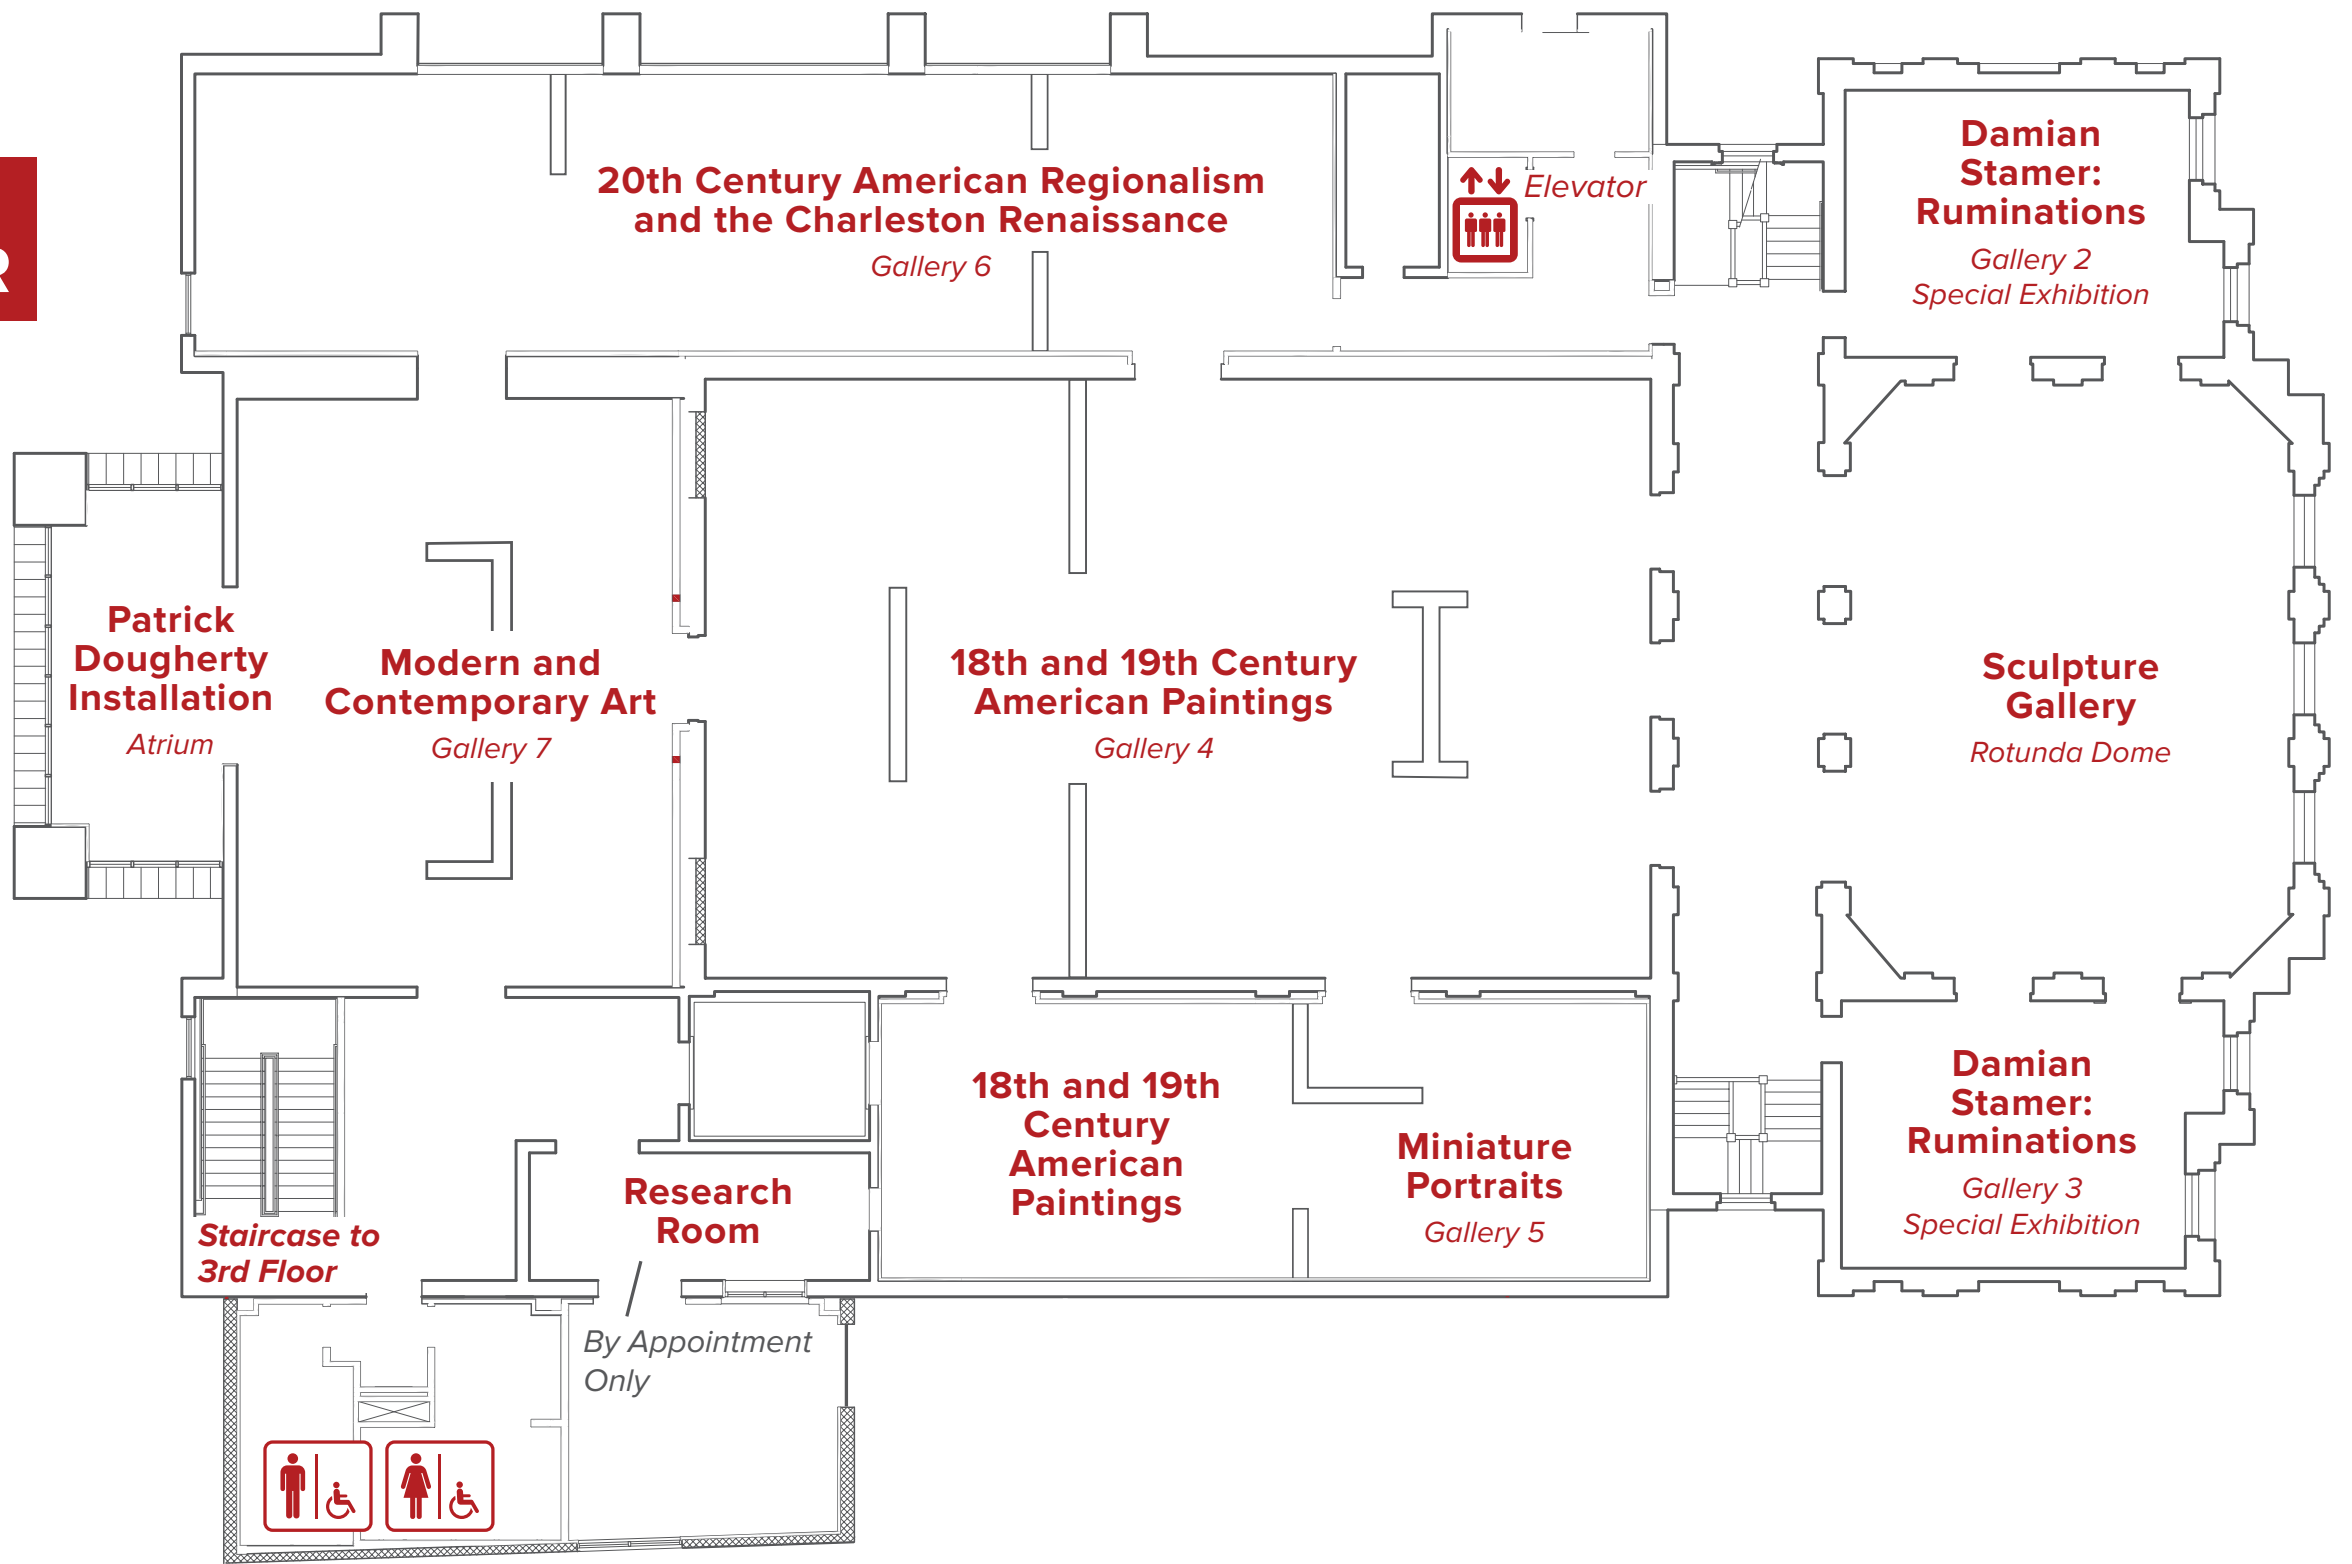 R
20th Century American Regionalism
and the Charleston Renaissance
Gallery 6
Elevator
Damian
Stamer:
Ruminations
Gallery 2
Special Exhibition
Patrick
Dougherty
Installation
Atrium
Modern and
Contemporary Art
Gallery 7
18th and 19th Century
American Paintings
Gallery 4
Sculpture
Gallery
Rotunda Dome
18th and 19th
Century
American
Paintings
Miniature
Portraits
Gallery 5
Damian
Stamer:
Ruminations
Gallery 3
Special Exhibition
Research
Room
Staircase to
3rd Floor
By Appointment
Only